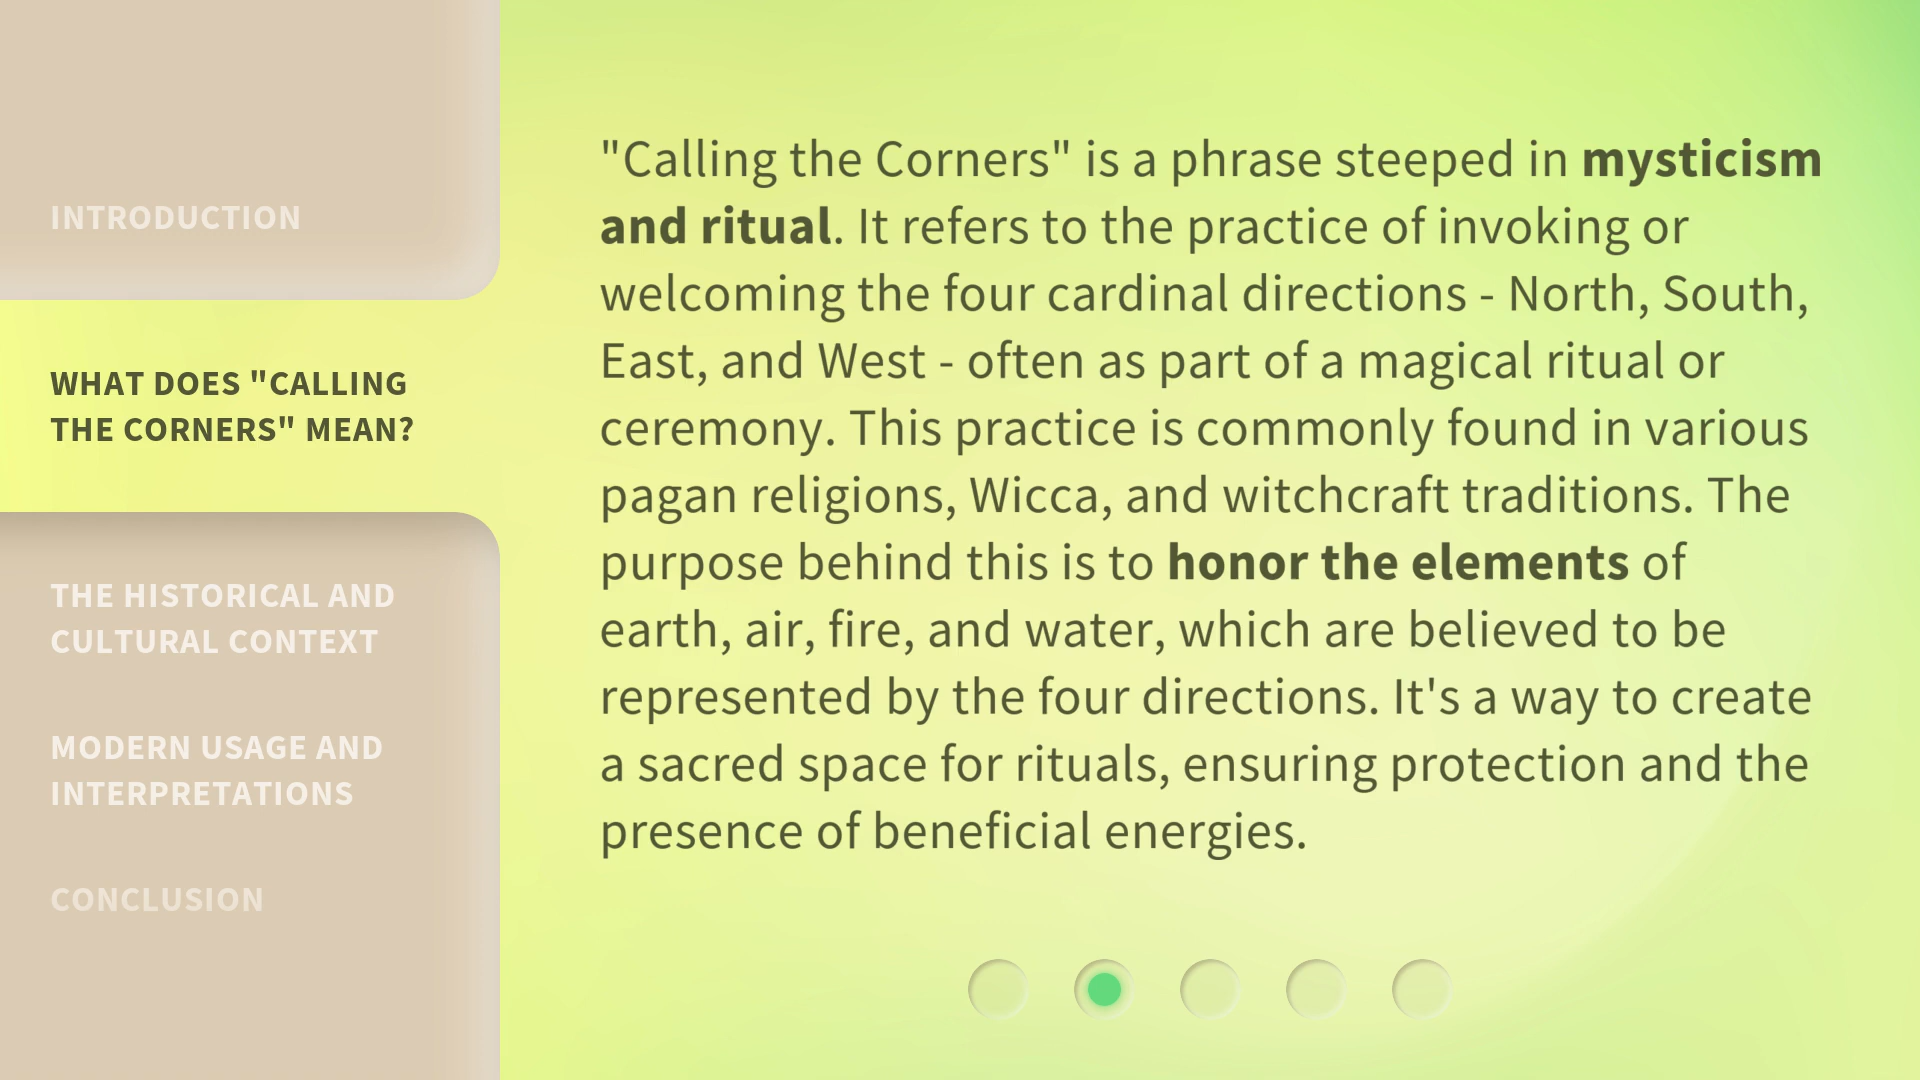 INTRODUCTION
WHAT DOES "CALLING
THE CORNERS" MEAN?
THE HISTORICAL AND
CULTURAL CONTEXT
MODERN USAGE AND
INTERPRETATIONS
CONCLUSION
"Calling the Corners" is a phrase steeped in mysticism
and ritual. It refers to the practice of invoking or
welcoming the four cardinal directions - North, South,
East, and West - often as part of a magical ritual or
ceremony. This practice is commonly found in various
pagan religions, Wicca, and witchcraft traditions. The
purpose behind this is to honor the elements of
earth, air, fire, and water, which are believed to be
represented by the four directions. It's a way to create
a sacred space for rituals, ensuring protection and the
presence of beneficial energies.